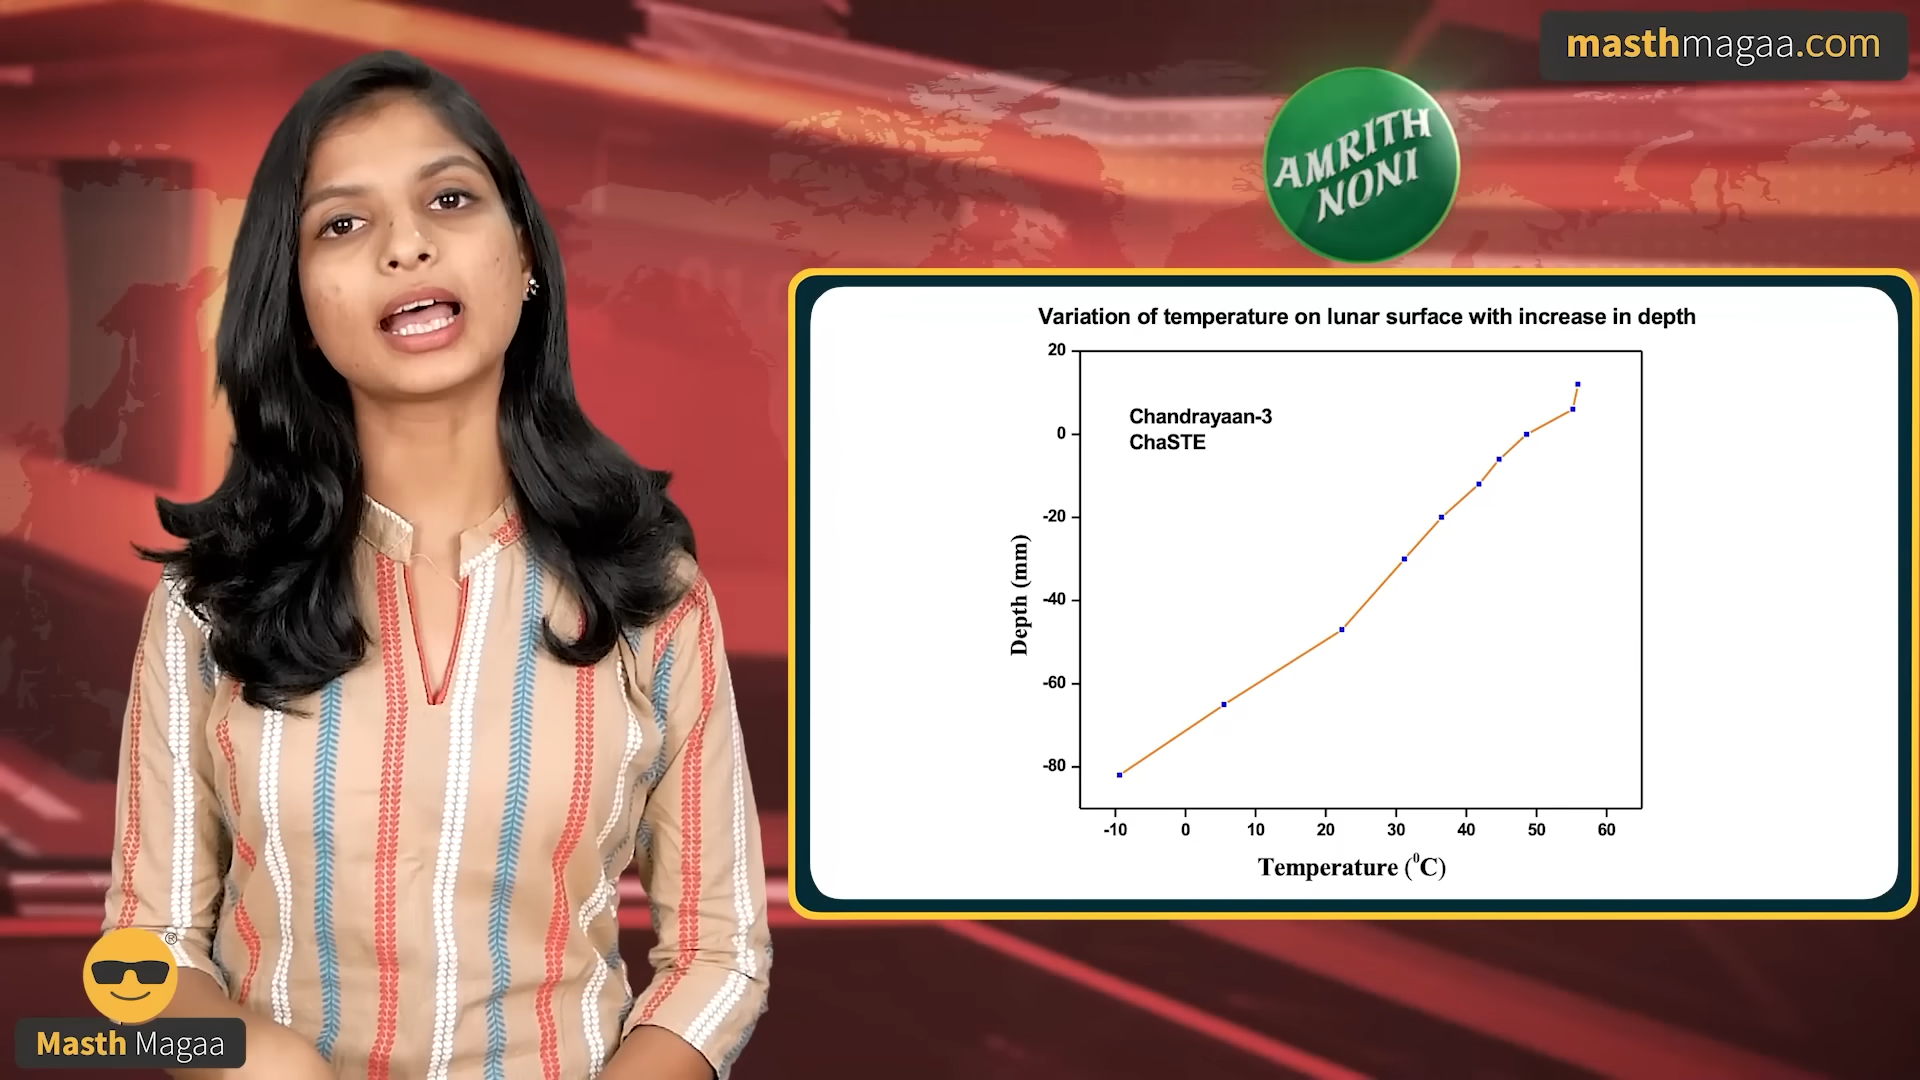 masthmagaa.com
AMRITH
NONI
Variation of temperature on lunar surface with increase in depth
20
0
-20
-40
-60
-80
Depth (mm)
Chandrayaan-3
ChaSTE
-10 0 10 20 30 40 50 60
Temperature (⁰C)
®
Masth Magaa